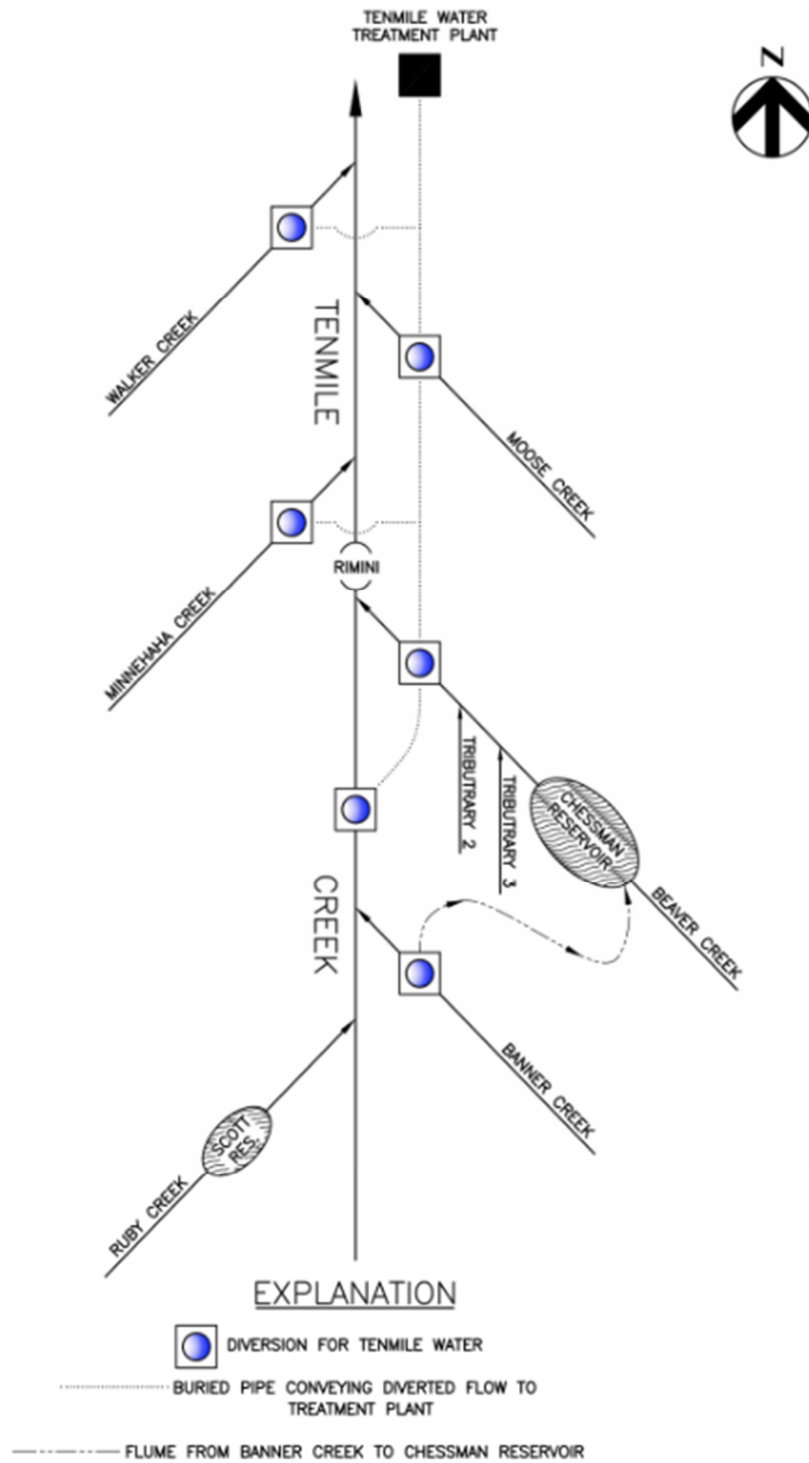 TENMILE WATER
TREATMENT PLANT
N
WALKER CREEK
TENMILE
MOOSE CREEK
MINNEHAHA CREEK
RIMINI
TRIBUTRARY 2
TRIBUTRARY 3
CHESSMAN
RESERVOIR
BEAVER CREEK
CREEK
BANNER CREEK
SCOTT
RES.
RUBY CREEK
EXPLANATION
DIVERSION FOR TENMILE WATER
BURIED PIPE CONVEYING DIVERTED FLOW TO
TREATMENT PLANT
FLUME FROM BANNER CREEK TO CHESSMAN RESERVOIR